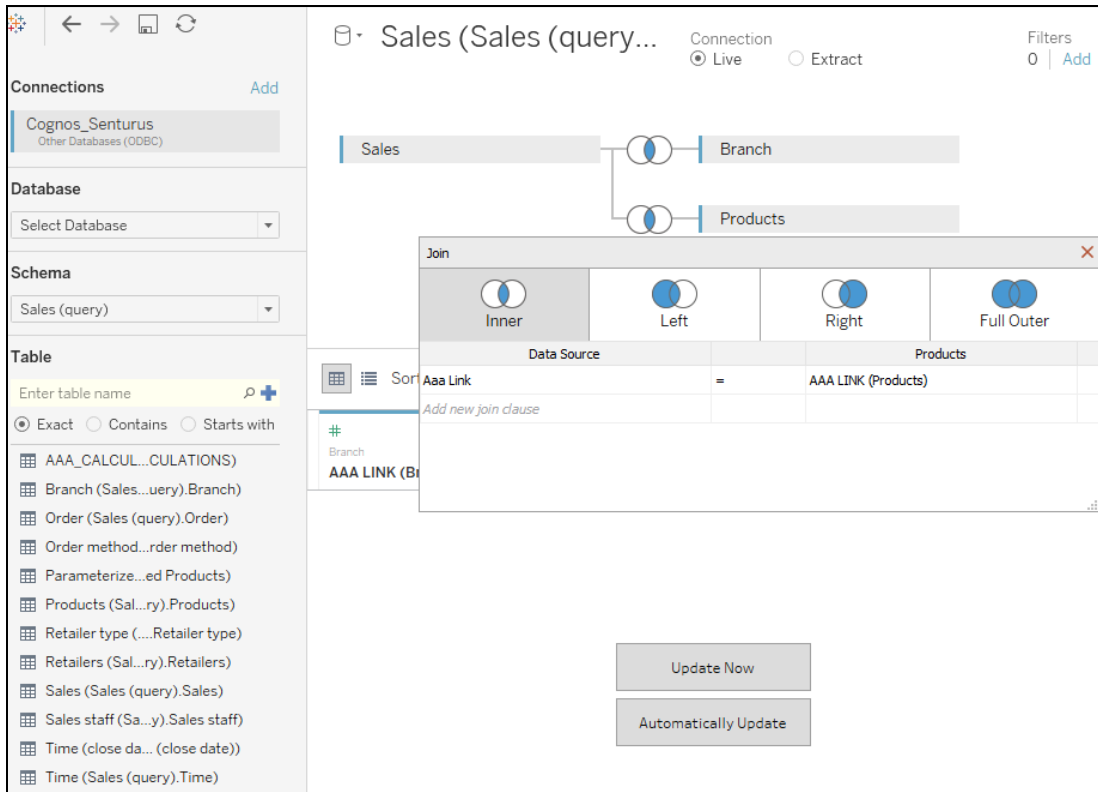 Connections Add
Cognos_Senturus
Other Databases (ODBC)
Database
Select Database
Schema
Sales (query)
Table
Enter table name
Exact Contains Starts with
AAA_CALCUL...CULATIONS)
Branch (Sales...uery).Branch)
Order (Sales (query).Order)
Order method...rder method)
Parameterize...ed Products)
Products (Sal...ry).Products)
Retailer type (....Retailer type)
Retailers (Sal...ry).Retailers)
Sales (Sales (query).Sales)
Sales staff (Sa...y).Sales staff)
Time (close da... (close date))
Time (Sales (query).Time)
Sales (Sales (query...
Connection
Live Extract
Filters
0 Add
Sales
Branch
Products
Join
Inner Left Right Full Outer
Data Source Products
Aaa Link = AAA LINK (Products)
Add new join clause
Sor
#
Branch
AAA LINK (Br
Update Now
Automatically Update